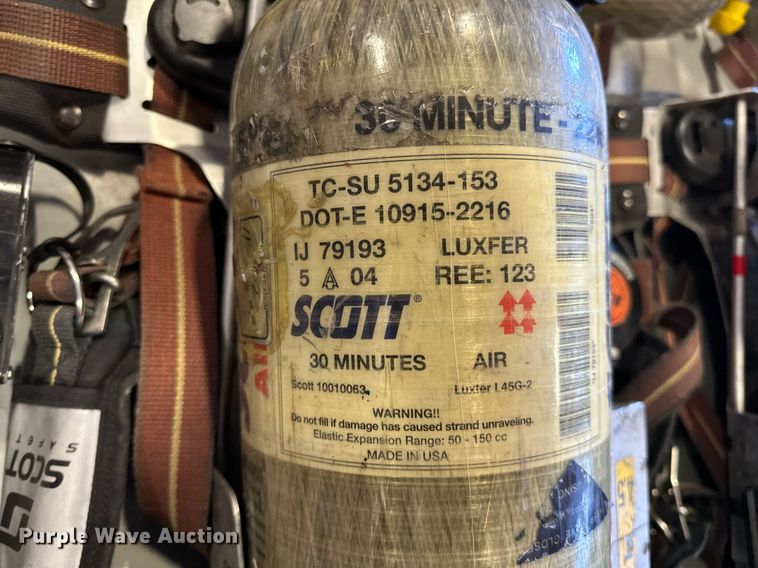 30 MINUTE -
TC-SU 5134-153
DOT-E 10915-2216
IJ 79193 LUXFER
5 04 REE: 123
SCOTT®
30 MINUTES AIR
Scott 10010063 Luxfer L45G-2
WARNING!!
Do not fill if damage has caused strand unraveling.
Elastic Expansion Range: 50 - 150 cc
MADE IN USA
SCOT
SAFET
Purple Wave Auction